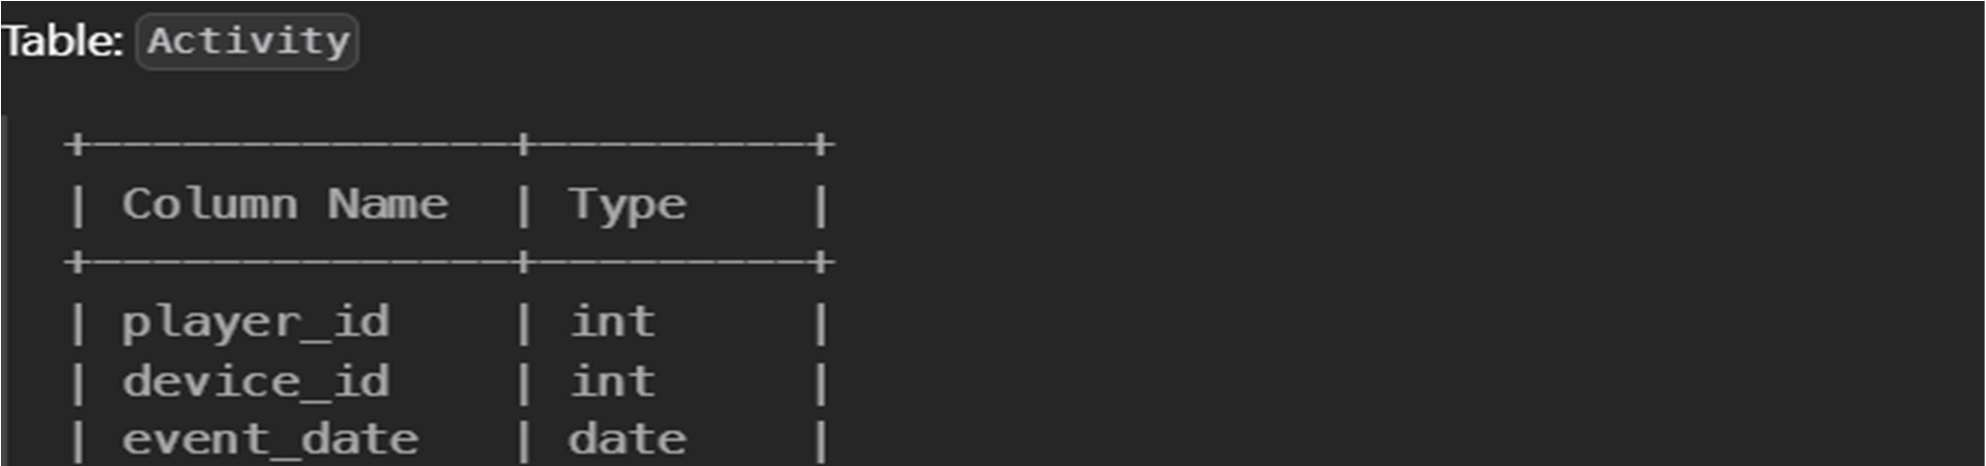 Table: Activity
+---------------+---------+
| Column Name   | Type    |
+---------------+---------+
| player_id     | int     |
| device_id     | int     |
| event_date    | date    |